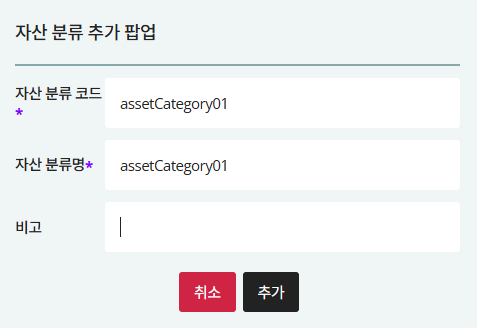 자산 분류 추가 팝업
자산 분류 코드
*
assetCategory01
자산 분류명*
assetCategory01
비고
취소
추가